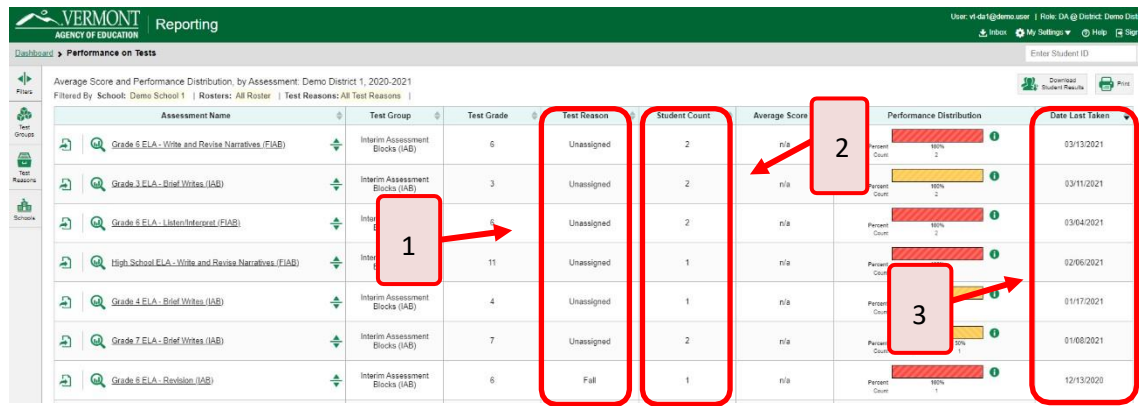 VERMONT
AGENCY OF EDUCATION
Reporting
User: vt-da1@demo.user | Role: DA @ District: Demo Dist
Inbox My Settings Help Sign
Dashboard > Performance on Tests
Enter Student ID
Filters
Test Groups
Test Reasons
Schools
Average Score and Performance Distribution, by Assessment: Demo District 1, 2020-2021
Filtered By School: Demo School 1 | Rosters: All Roster | Test Reasons: All Test Reasons |
Download Student Results
Print
Assessment Name Test Group Test Grade Test Reason Student Count Average Score Performance Distribution Date Last Taken
Grade 6 ELA - Write and Revise Narratives (FIAB) Interim Assessment Blocks (IAB) 6 Unassigned 2 n/a Percent 100% Count 2 03/13/2021
Grade 3 ELA - Brief Writes (IAB) Interim Assessment Blocks (IAB) 3 Unassigned 2 n/a Percent 100% Count 2 03/11/2021
Grade 6 ELA - Listen/Interpret (FIAB) 6 Unassigned 2 n/a Percent 100% Count 2 03/04/2021
High School ELA - Write and Revise Narratives (FIAB) 11 Unassigned 1 n/a Percent Count 02/06/2021
Grade 4 ELA - Brief Writes (IAB) Interim Assessment Blocks (IAB) 4 Unassigned 1 n/a Percent Count 01/17/2021
Grade 7 ELA - Brief Writes (IAB) Interim Assessment Blocks (IAB) 7 Unassigned 2 n/a Percent 50% Count 1 01/08/2021
Grade 6 ELA - Revision (IAB) Interim Assessment Blocks (IAB) 6 Fall 1 n/a Percent 100% Count 1 12/13/2020
1
2
3